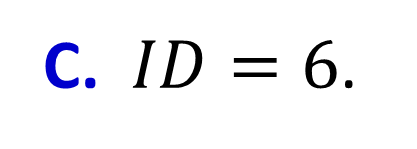 C. ID = 6.